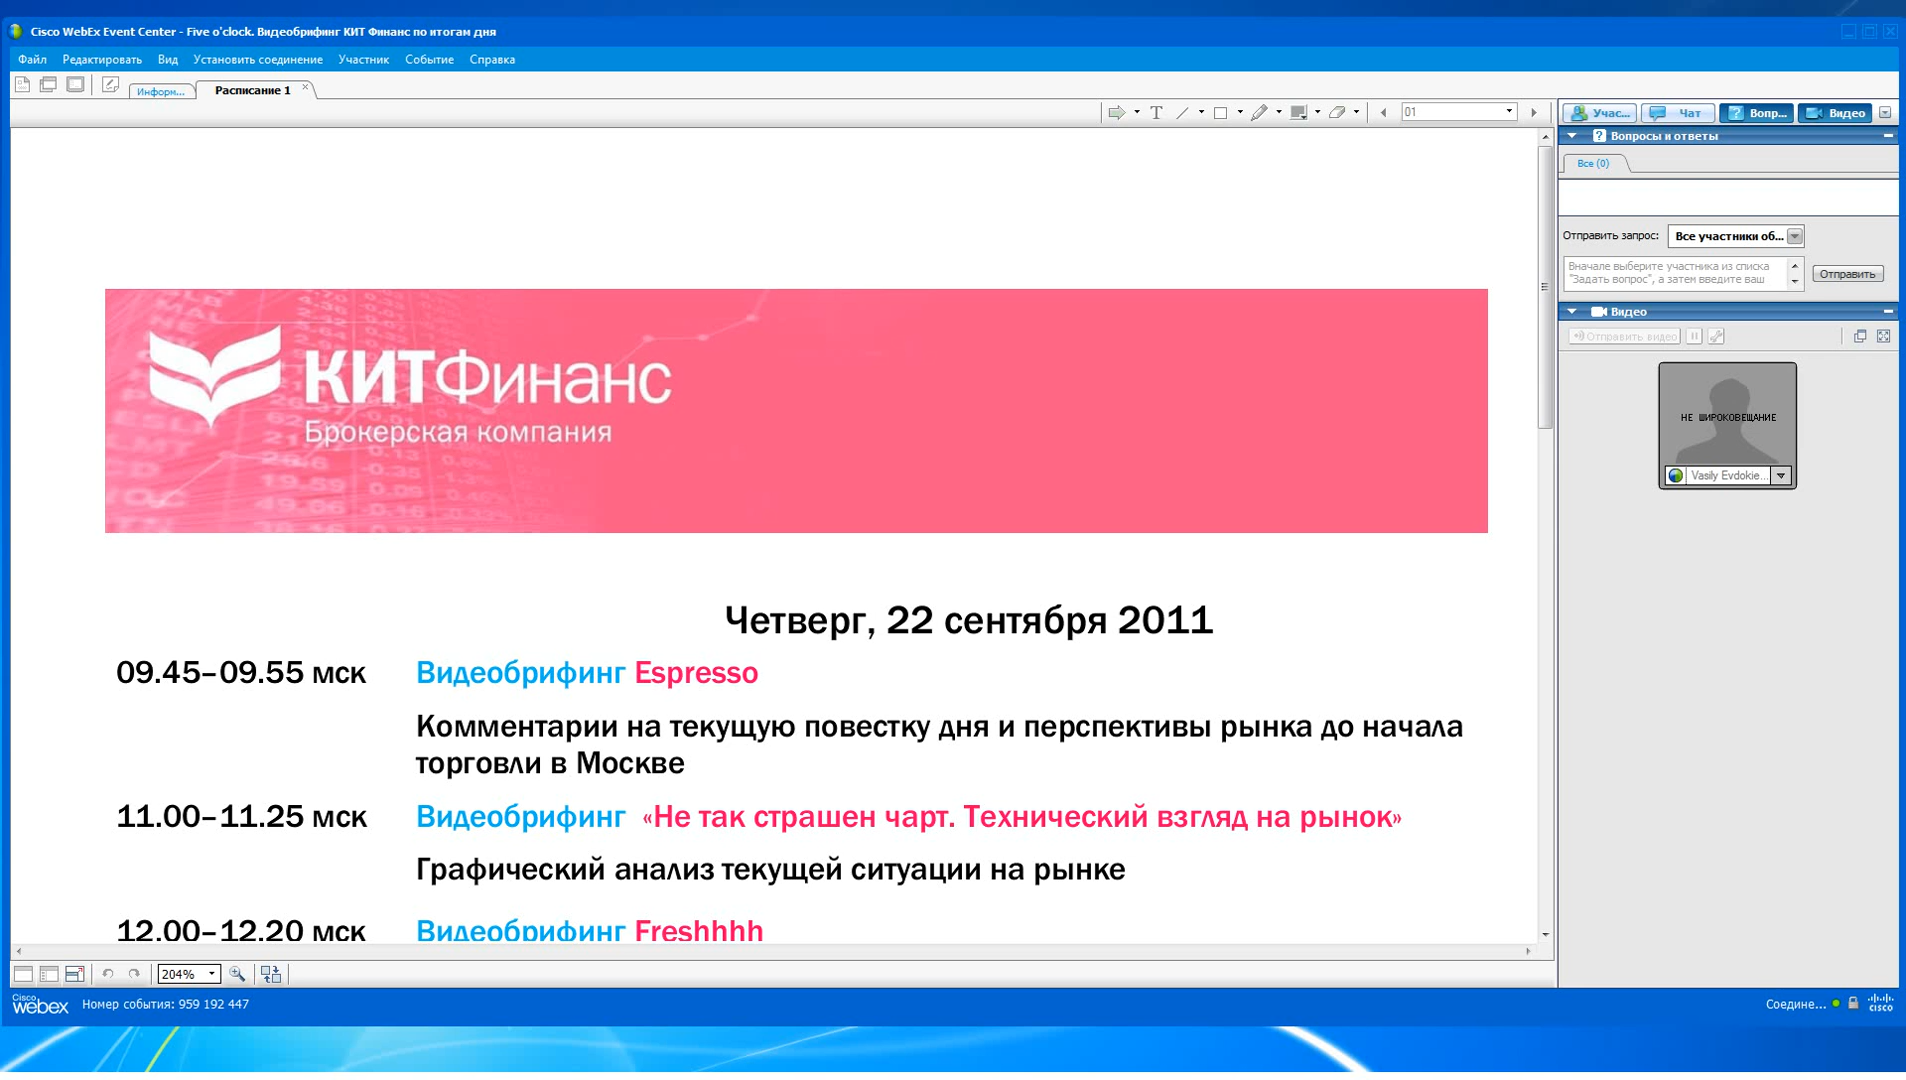 Cisco WebEx Event Center - Five o'clock. Видеобрифинг КИТ Финанс по итогам дня
Файл Редактировать Вид Установить соединение Участник Событие Справка
Информ... Расписание 1
01
Учас... Чат Вопр... Видео
Вопросы и ответы
Все (0)
Отправить запрос: Все участники об...
Вначале выберите участника из списка
"Задать вопрос", а затем введите ваш
Отправить
Видео
Отправить видео
НЕ ШИРОКОВЕЩАНИЕ
Vasily Evdokie...
КИТФинанс
Брокерская компания
Четверг, 22 сентября 2011
09.45–09.55 мск Видеобрифинг Espresso
Комментарии на текущую повестку дня и перспективы рынка до начала
торговли в Москве
11.00–11.25 мск Видеобрифинг «Не так страшен чарт. Технический взгляд на рынок»
Графический анализ текущей ситуации на рынке
12.00–12.20 мск Видеобрифинг Freshhhh
204%
Cisco
webex Номер события: 959 192 447
Соедине...
cisco